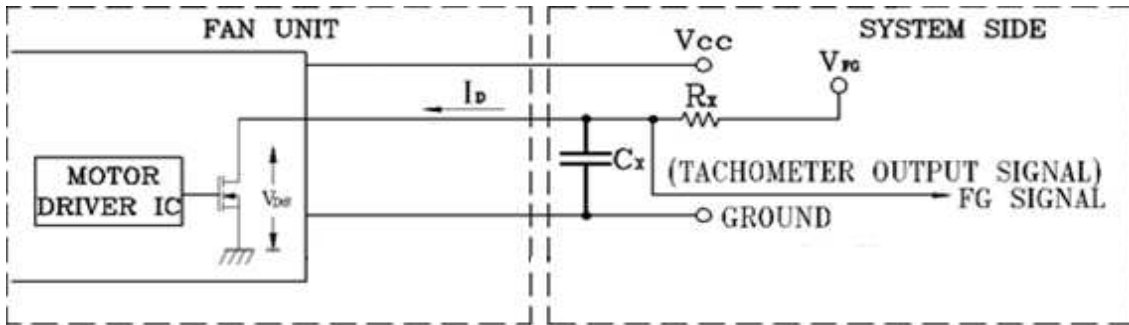 FAN UNIT
SYSTEM SIDE
Vcc
VFG
ID
Rx
Cx
MOTOR
DRIVER IC
VDS
(TACHOMETER OUTPUT SIGNAL)
FG SIGNAL
GROUND